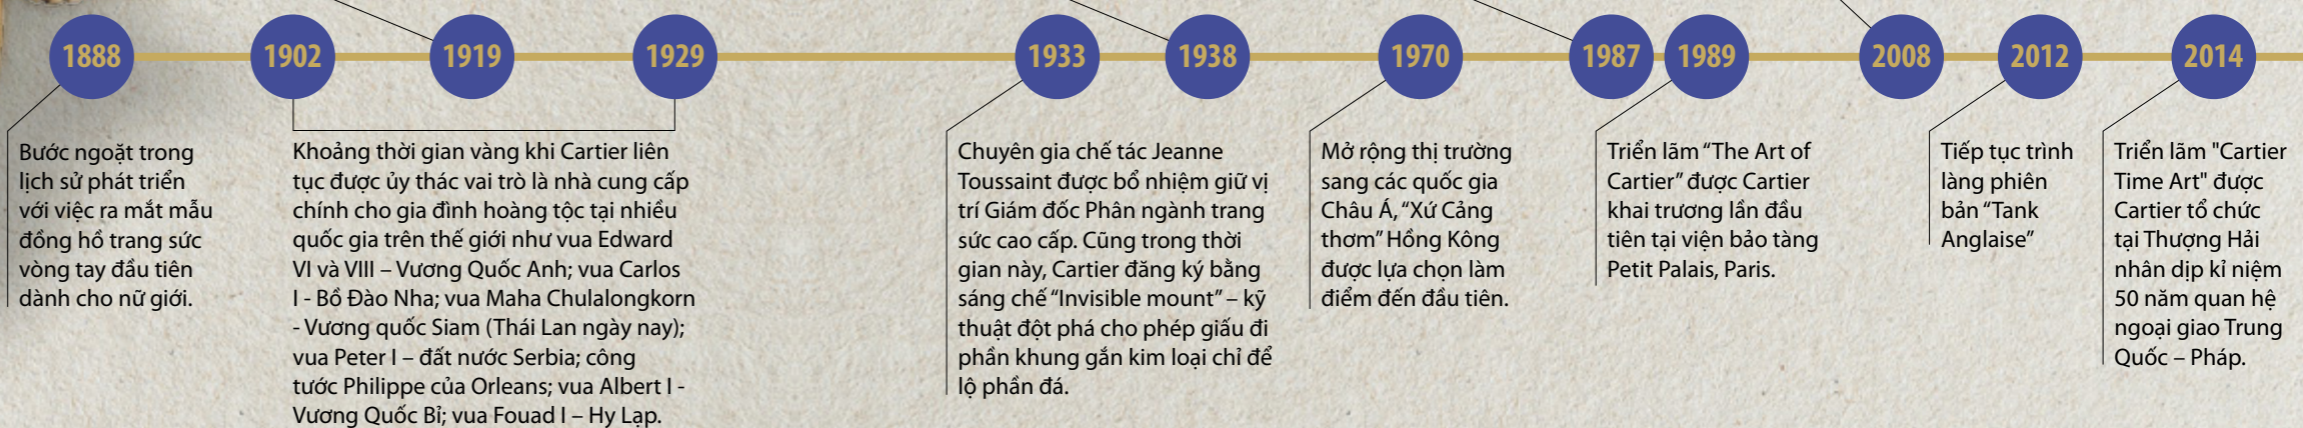 1888
1902
1919
1929
1933
1938
1970
1987
1989
2008
2012
2014
Bước ngoặt trong
lịch sử phát triển
với việc ra mắt mẫu
đồng hồ trang sức
vòng tay đầu tiên
dành cho nữ giới.
Khoảng thời gian vàng khi Cartier liên
tục được ủy thác vai trò là nhà cung cấp
chính cho gia đình hoàng tộc tại nhiều
quốc gia trên thế giới như vua Edward
VI và VIII – Vương Quốc Anh; vua Carlos
I - Bồ Đào Nha; vua Maha Chulalongkorn
- Vương quốc Siam (Thái Lan ngày nay);
vua Peter I – đất nước Serbia; công
tước Philippe của Orleans; vua Albert I -
Vương Quốc Bỉ; vua Fouad I – Hy Lạp.
Chuyên gia chế tác Jeanne
Toussaint được bổ nhiệm giữ vị
trí Giám đốc Phân ngành trang
sức cao cấp. Cũng trong thời
gian này, Cartier đăng ký bằng
sáng chế “Invisible mount” – kỹ
thuật đột phá cho phép giấu đi
phần khung gắn kim loại chỉ để
lộ phần đá.
Mở rộng thị trường
sang các quốc gia
Châu Á, “Xứ Cảng
thơm” Hồng Kông
được lựa chọn làm
điểm đến đầu tiên.
Triển lãm “The Art of
Cartier” được Cartier
khai trương lần đầu
tiên tại viện bảo tàng
Petit Palais, Paris.
Tiếp tục trình
làng phiên
bản “Tank
Anglaise”
Triển lãm "Cartier
Time Art" được
Cartier tổ chức
tại Thượng Hải
nhân dịp kỉ niệm
50 năm quan hệ
ngoại giao Trung
Quốc – Pháp.